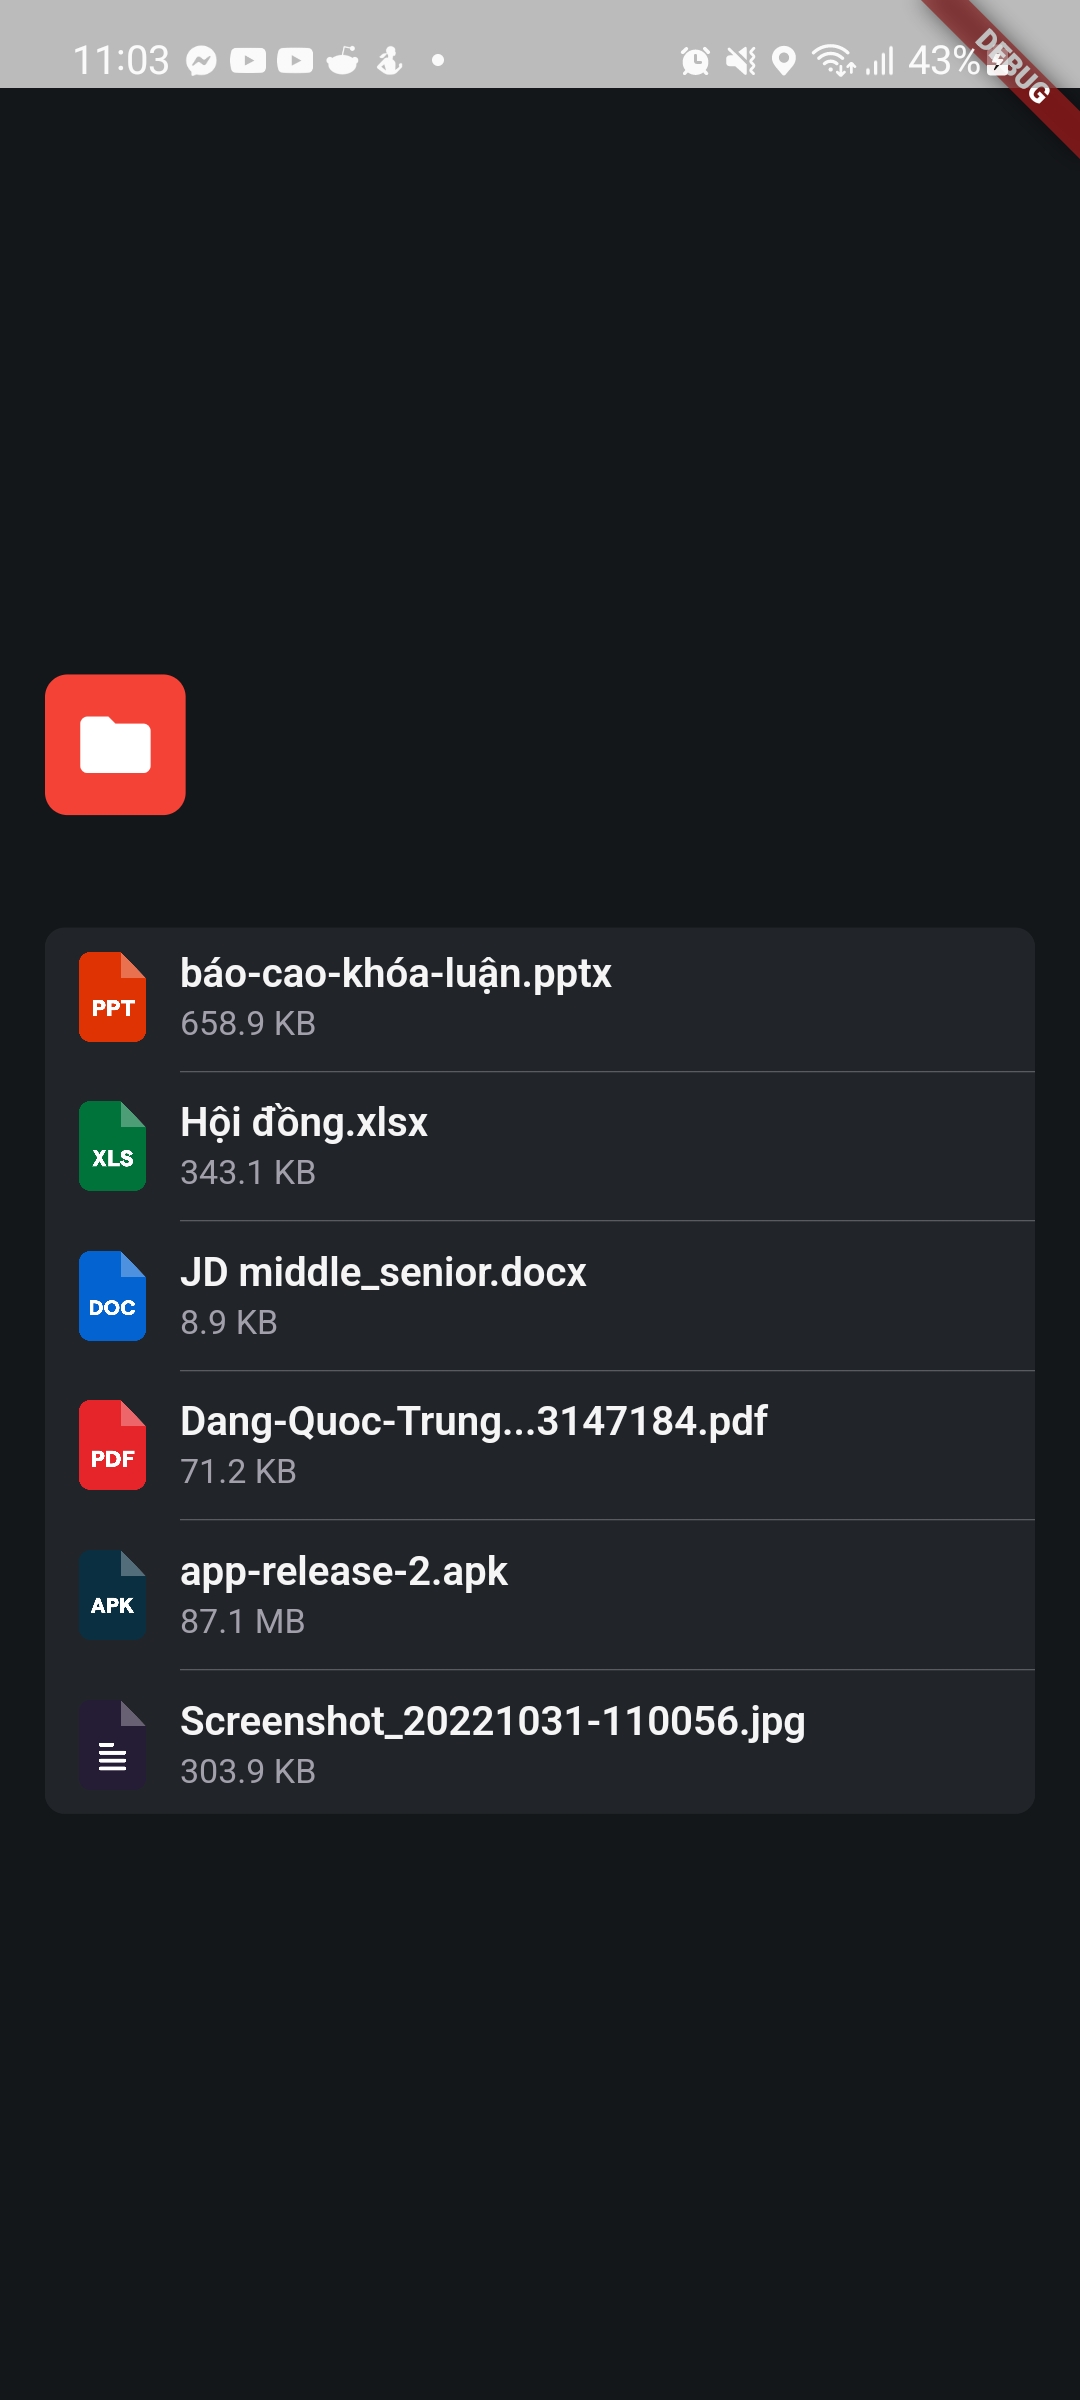 11:03
43%
DEBUG
PPT
báo-cao-khóa-luận.pptx
658.9 KB
XLS
Hội đồng.xlsx
343.1 KB
DOC
JD middle_senior.docx
8.9 KB
PDF
Dang-Quoc-Trung...3147184.pdf
71.2 KB
APK
app-release-2.apk
87.1 MB
Screenshot_20221031-110056.jpg
303.9 KB